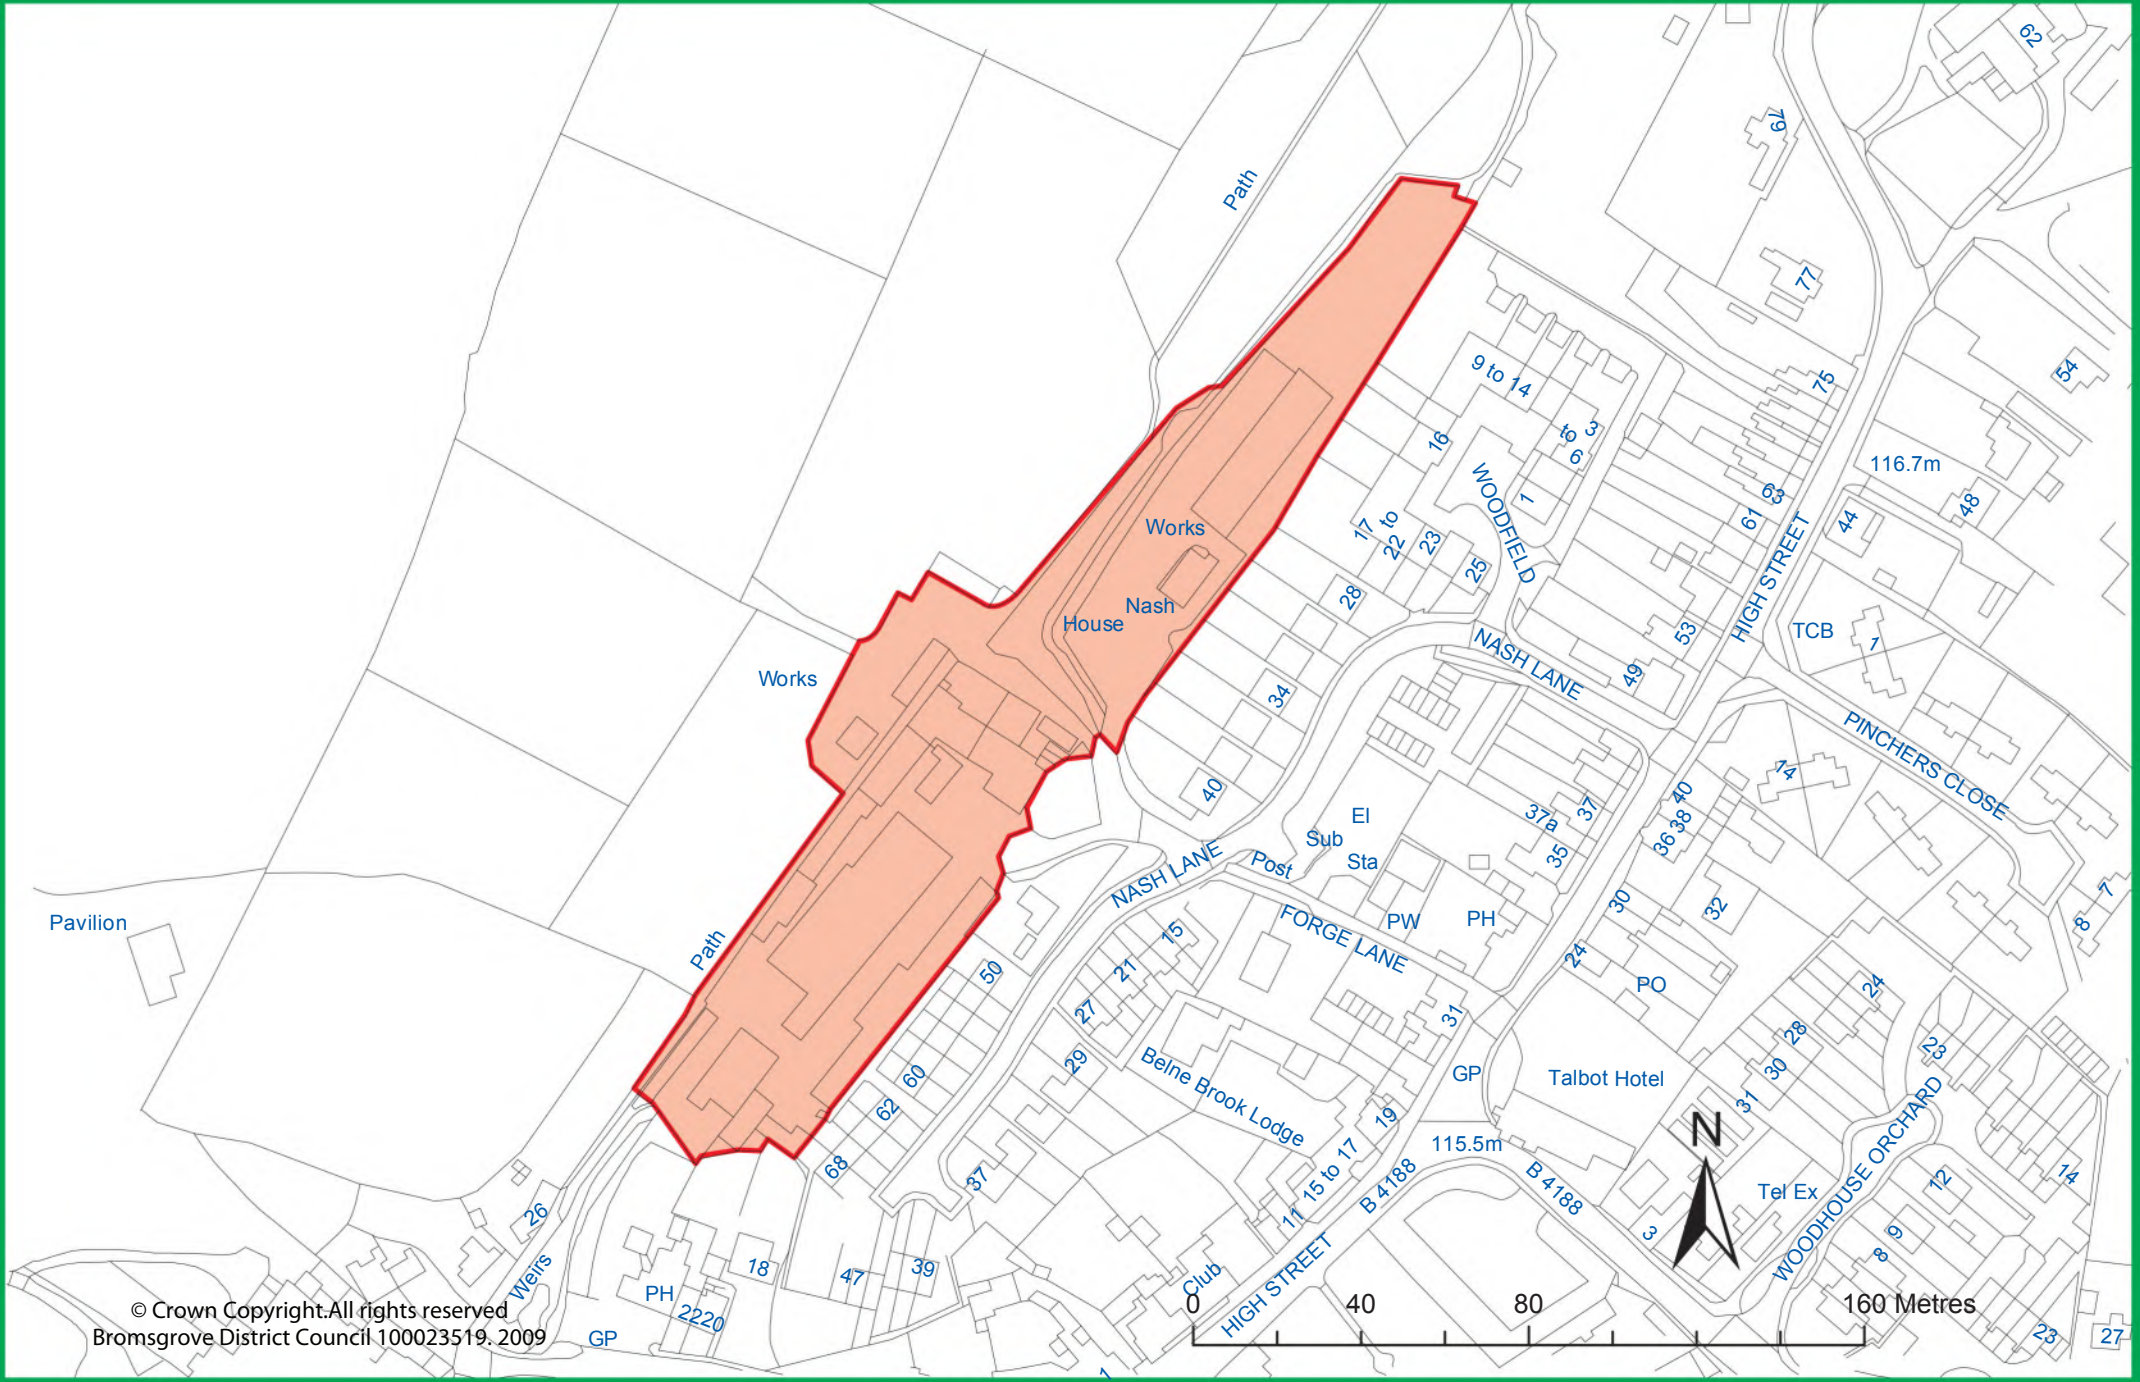 62
79
Path
77
75
54
9 to 14
3
to
6
16
116.7m
WOODFIELD
1
63
61
48
44
17
to
22
23
25
Works
HIGH STREET
28
Nash
House
53
TCB
1
NASH LANE
49
34
Works
PINCHERS CLOSE
14
40
40
38
36
37
37a
35
El
Sub
Sta
Post
NASH LANE
7
8
30
32
Pavilion
PW
PH
FORGE LANE
15
24
Path
21
50
PO
24
27
31
28
23
29
Belne Brook Lodge
GP
Talbot Hotel
30
31
60
62
19
115.5m
N
WOODHOUSE ORCHARD
68
37
15 to 17
11
B 4188
B 4188
Tel Ex
12
14
3
9
8
26
Weirs
18
47
39
PH
2220
Club
HIGH STREET
0
40
80
160 Metres
© Crown Copyright.All rights reserved
Bromsgrove District Council 100023519. 2009
GP
1
23
27